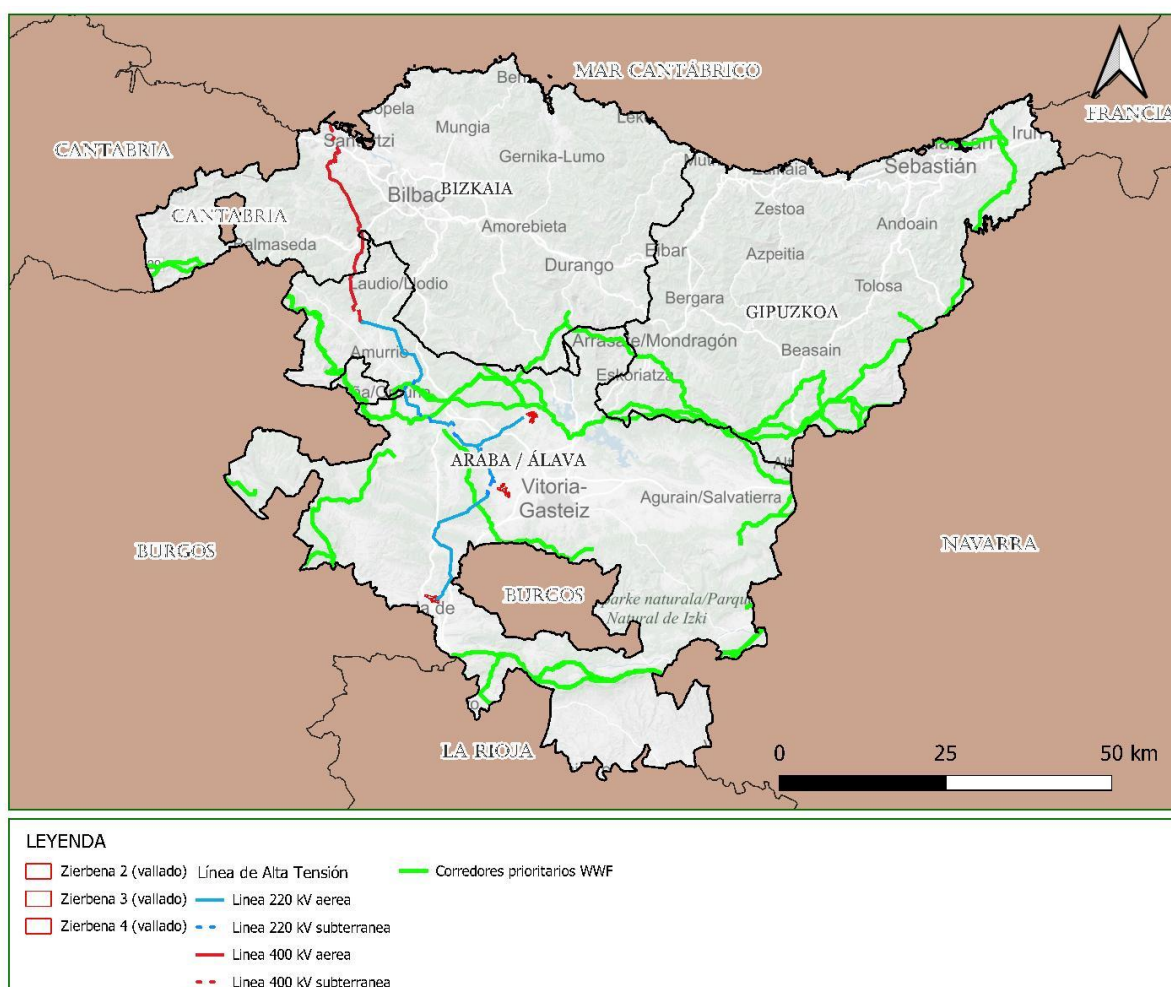 MAR CANTÁBRICO
FRANCIA
CANTABRIA
Mungia
Gernika-Lumo
BIZKAIA
Amorebieta
Durango
Eibar
Sebastián
Zestoa
Andoain
Azpeitia
Tolosa
Bergara
GIPUZKOA
Beasain
CANTABRIA
Laudio/Llodio
Amurrio
Arrasate/Mondragón
Eskoriatza
ARABA / ÁLAVA
Vitoria-
Gasteiz
Agurain/Salvatierra
BURGOS
NAVARRA
BURGOS
Natural de Izki
LA RIOJA
0 25 50 km
LEYENDA
Zierbena 2 (vallado) Línea de Alta Tensión Corredores prioritarios WWF
Zierbena 3 (vallado) Linea 220 kV aerea
Zierbena 4 (vallado) Linea 220 kV subterranea
Linea 400 kV aerea
Linea 400 kV subterranea